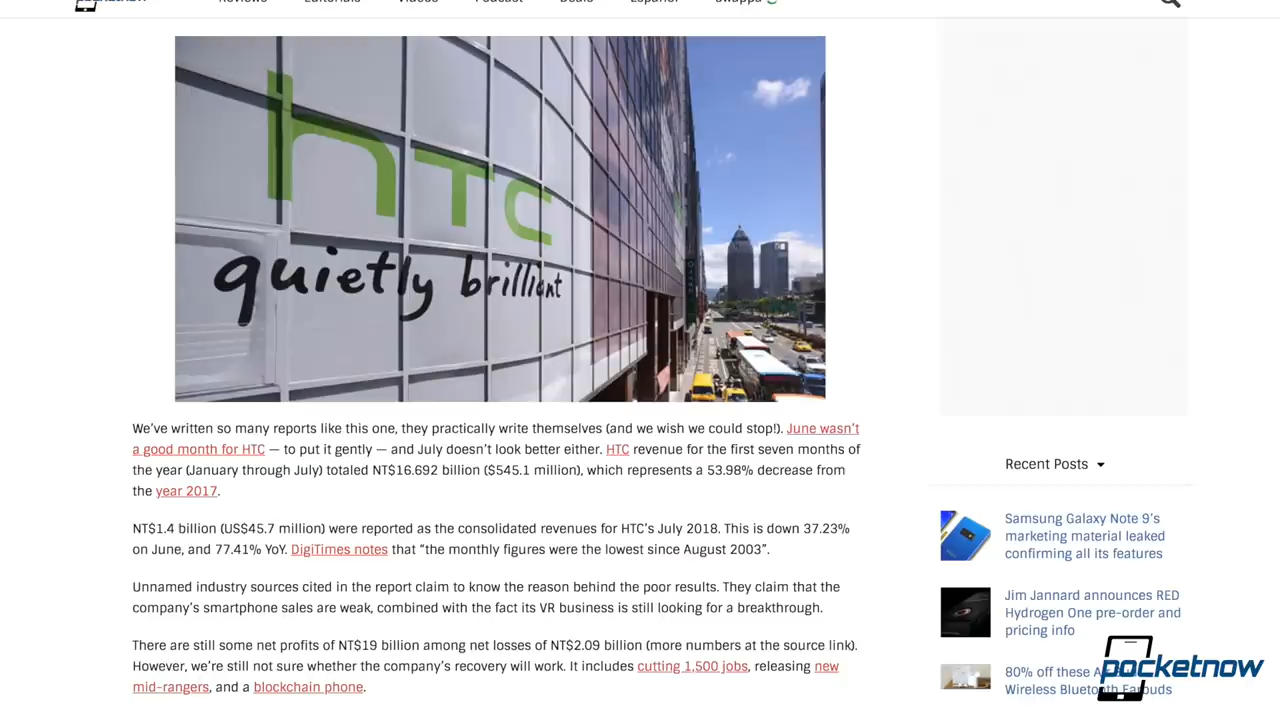 Reviews Editorials Videos Podcast Deals Español Swappa
hTC
quietly brilliant
We've written so many reports like this one, they practically write themselves (and we wish we could stop!). June wasn't
a good month for HTC — to put it gently — and July doesn't look better either. HTC revenue for the first seven months of
the year (January through July) totaled NT$16.692 billion ($545.1 million), which represents a 53.98% decrease from
the year 2017.
NT$1.4 billion (US$45.7 million) were reported as the consolidated revenues for HTC's July 2018. This is down 37.23%
on June, and 77.41% YoY. DigiTimes notes that “the monthly figures were the lowest since August 2003”.
Unnamed industry sources cited in the report claim to know the reason behind the poor results. They claim that the
company's smartphone sales are weak, combined with the fact its VR business is still looking for a breakthrough.
There are still some net profits of NT$19 billion among net losses of NT$2.09 billion (more numbers at the source link).
However, we're still not sure whether the company's recovery will work. It includes cutting 1,500 jobs, releasing new
mid-rangers, and a blockchain phone.
Recent Posts
Samsung Galaxy Note 9's
marketing material leaked
confirming all its features
Jim Jannard announces RED
Hydrogen One pre-order and
pricing info
80% off these
Wireless Bluetooth Earbuds
pocketnow